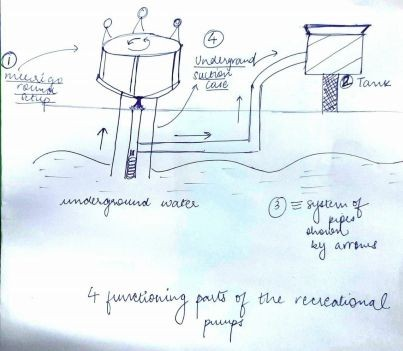 ①
merrigo
round
setup
④
Underground
suction
case
② Tank
underground water
③ ≡ system of
pipes
shown
by arrows
4 functioning parts of the recreational
pumps